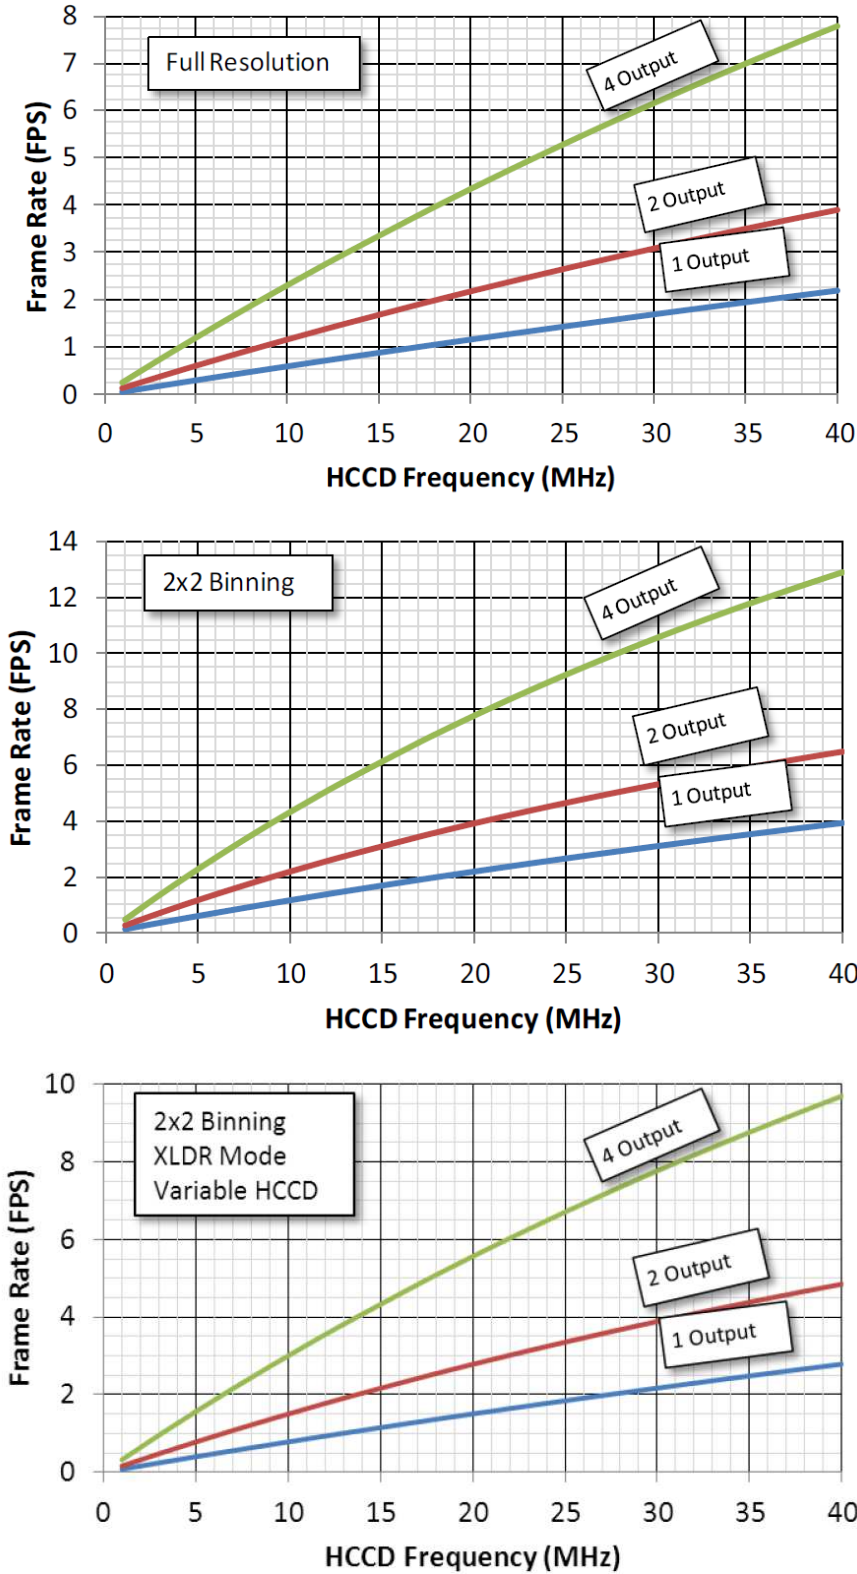 8
7
6
5
4
3
2
1
0
Frame Rate (FPS)
Full Resolution
4 Output
2 Output
1 Output
0 5 10 15 20 25 30 35 40
HCCD Frequency (MHz)
14
12
10
8
6
4
2
0
Frame Rate (FPS)
2x2 Binning
4 Output
2 Output
1 Output
0 5 10 15 20 25 30 35 40
HCCD Frequency (MHz)
10
8
6
4
2
0
Frame Rate (FPS)
2x2 Binning
XLDR Mode
Variable HCCD
4 Output
2 Output
1 Output
0 5 10 15 20 25 30 35 40
HCCD Frequency (MHz)